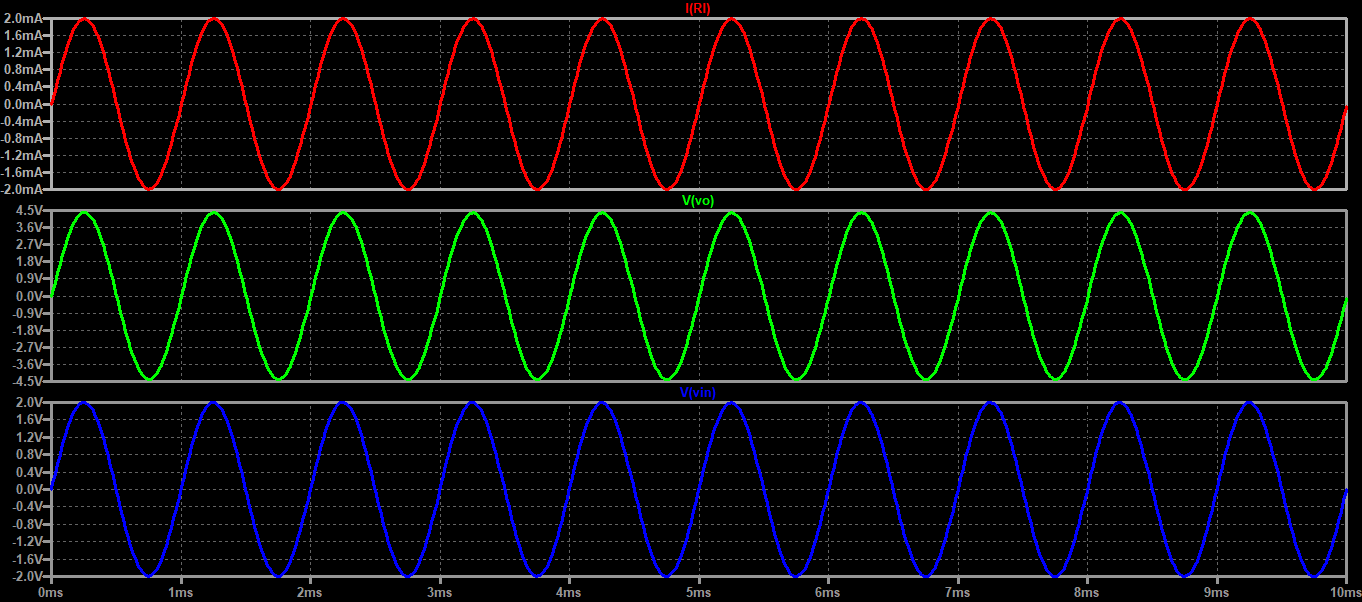 I(Rl)
2.0mA
1.6mA
1.2mA
0.8mA
0.4mA
0.0mA
-0.4mA
-0.8mA
-1.2mA
-1.6mA
-2.0mA
V(vo)
4.5V
3.6V
2.7V
1.8V
0.9V
0.0V
-0.9V
-1.8V
-2.7V
-3.6V
-4.5V
V(vin)
2.0V
1.6V
1.2V
0.8V
0.4V
0.0V
-0.4V
-0.8V
-1.2V
-1.6V
-2.0V
0ms 1ms 2ms 3ms 4ms 5ms 6ms 7ms 8ms 9ms 10ms